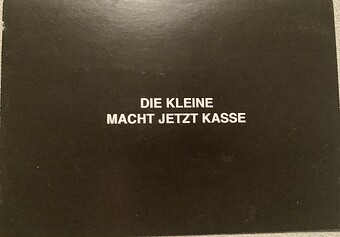 DIE KLEINE
MACHT JETZT KASSE